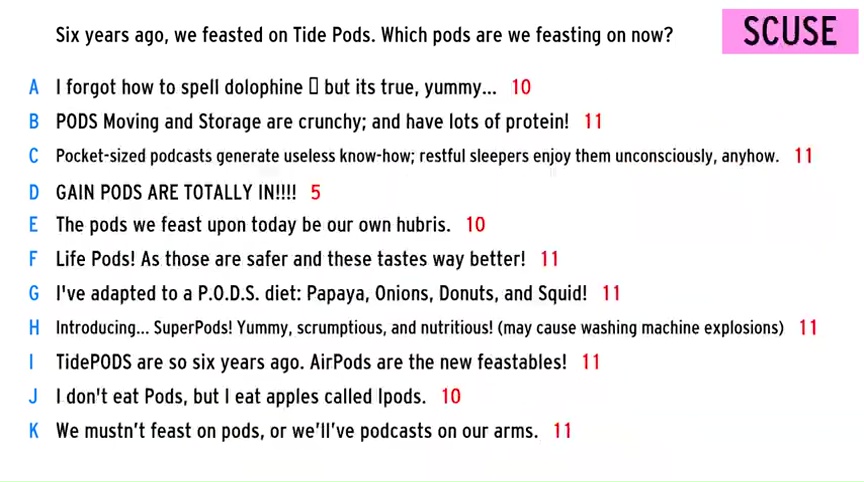 Six years ago, we feasted on Tide Pods. Which pods are we feasting on now?
SCUSE
A I forgot how to spell dolophine ▯ but its true, yummy... 10
B PODS Moving and Storage are crunchy; and have lots of protein! 11
C Pocket-sized podcasts generate useless know-how; restful sleepers enjoy them unconsciously, anyhow. 11
D GAIN PODS ARE TOTALLY IN!!!! 5
E The pods we feast upon today be our own hubris. 10
F Life Pods! As those are safer and these tastes way better! 11
G I've adapted to a P.O.D.S. diet: Papaya, Onions, Donuts, and Squid! 11
H Introducing... SuperPods! Yummy, scrumptious, and nutritious! (may cause washing machine explosions) 11
I TidePODS are so six years ago. AirPods are the new feastables! 11
J I don't eat Pods, but I eat apples called Ipods. 10
K We mustn’t feast on pods, or we’ll’ve podcasts on our arms. 11